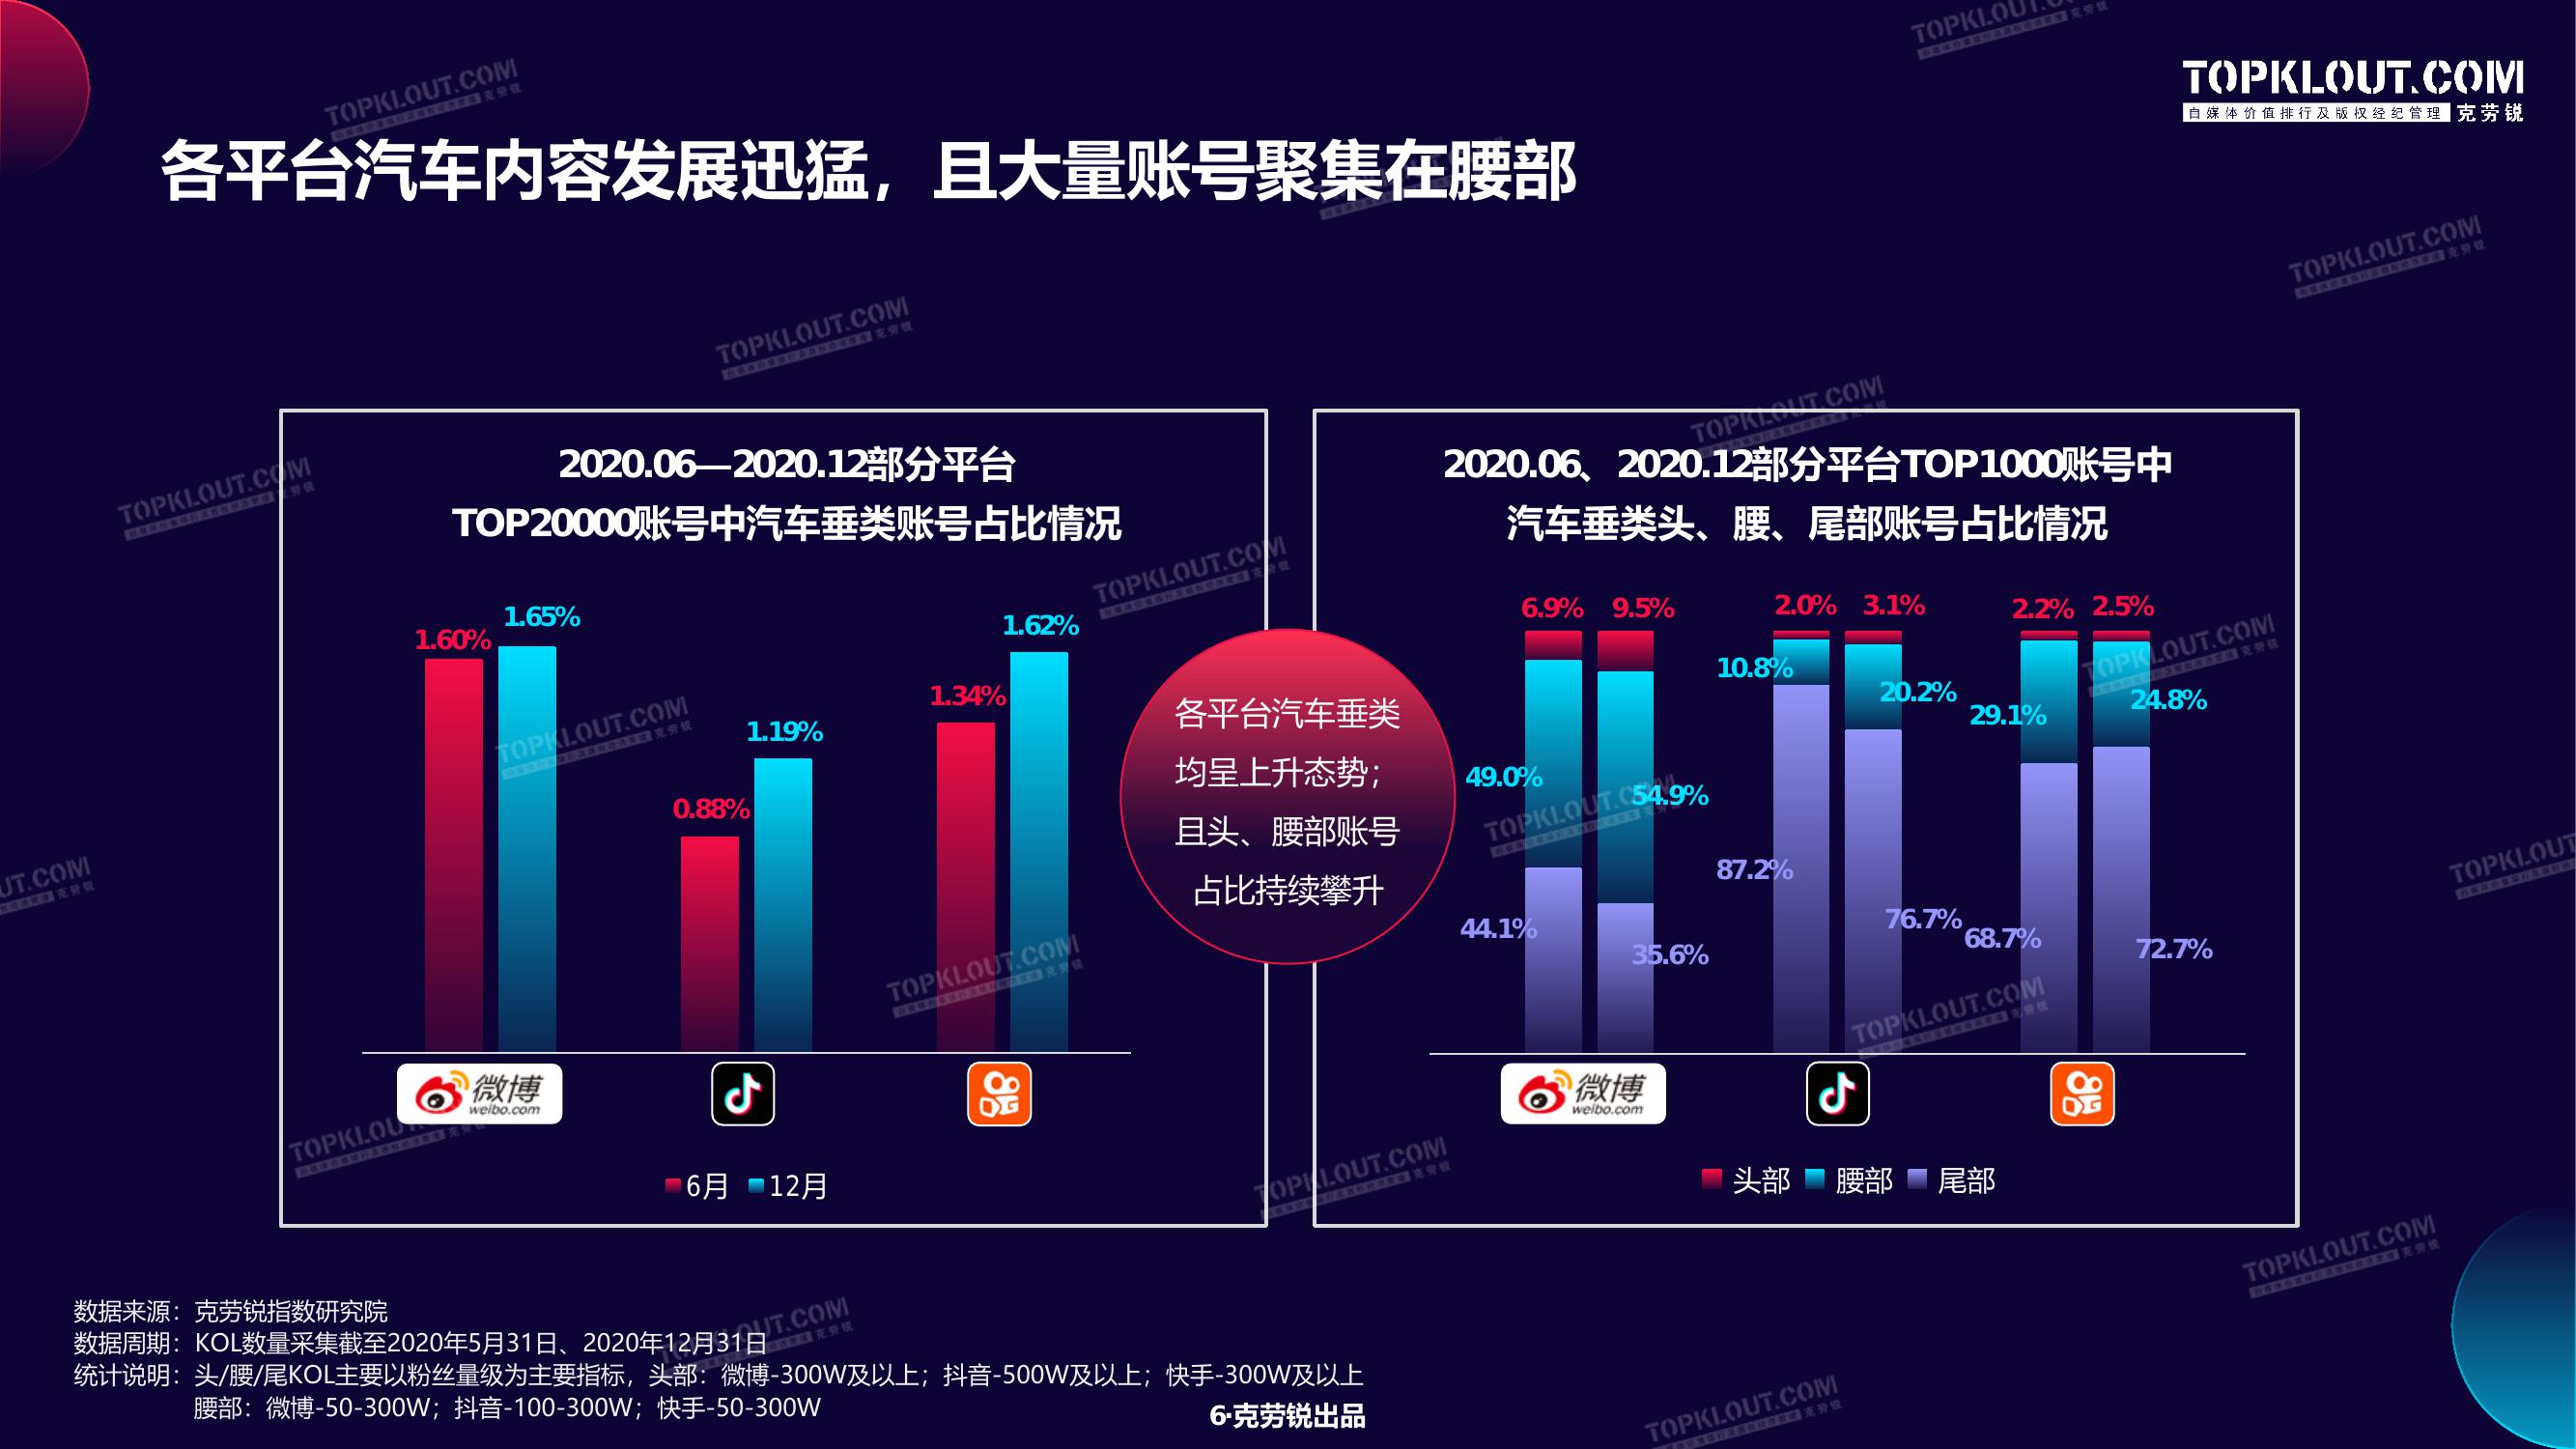 TOPKLOUT.COM
自媒体价值排行及版权经纪管理 克劳锐
各平台汽车内容发展迅猛，且大量账号聚集在腰部
2020.06—2020.12部分平台
TOP20000账号中汽车垂类账号占比情况
1.60% 1.65%
0.88% 1.19%
1.34% 1.62%
微博
weibo.com
6月 12月
各平台汽车垂类
均呈上升态势；
且头、腰部账号
占比持续攀升
2020.06、2020.12部分平台TOP1000账号中
汽车垂类头、腰、尾部账号占比情况
6.9% 9.5% 2.0% 3.1% 2.2% 2.5%
49.0% 54.9% 10.8% 20.2% 29.1% 24.8%
44.1% 35.6% 87.2% 76.7% 68.7% 72.7%
微博
weibo.com
头部 腰部 尾部
数据来源：克劳锐指数研究院
数据周期：KOL数量采集截至2020年5月31日、2020年12月31日
统计说明：头/腰/尾KOL主要以粉丝量级为主要指标，头部：微博-300W及以上；抖音-500W及以上；快手-300W及以上
腰部：微博-50-300W；抖音-100-300W；快手-50-300W
6·克劳锐出品